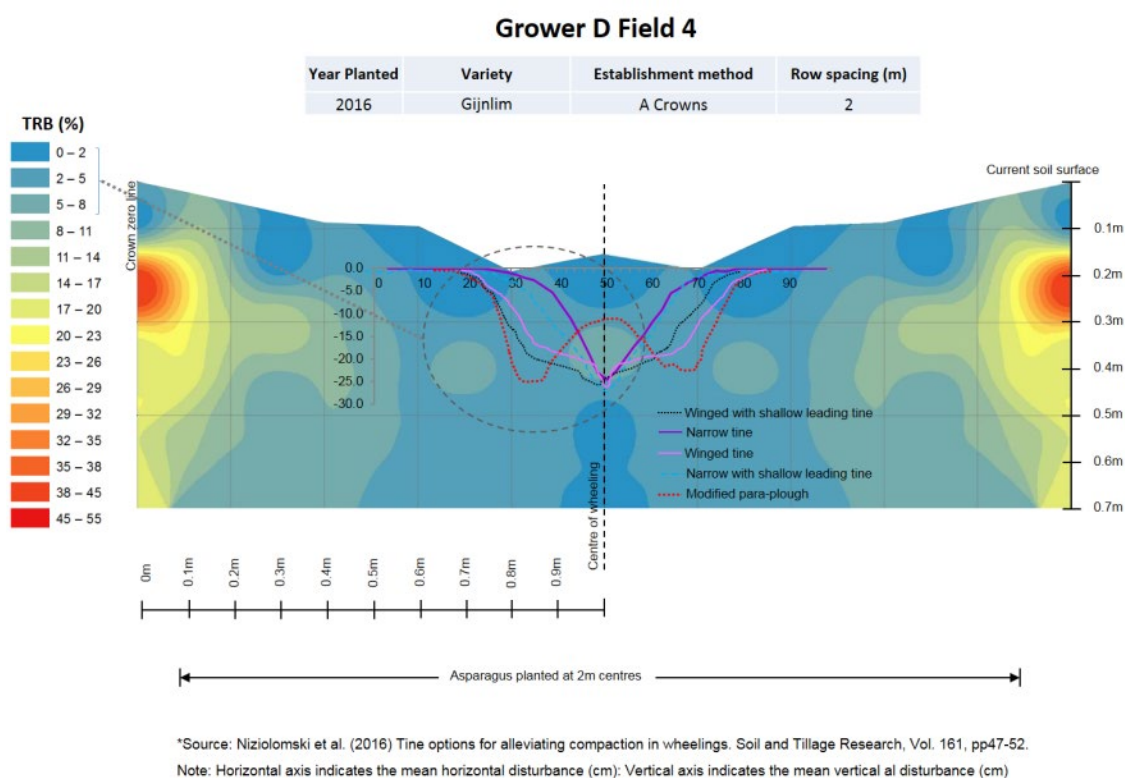 Grower D Field 4
Year Planted Variety Establishment method Row spacing (m)
2016 Gijnlim A Crowns 2
TRB (%)
0 – 2
2 – 5
5 – 8
8 – 11
11 – 14
14 – 17
17 – 20
20 – 23
23 – 26
26 – 29
29 – 32
32 – 35
35 – 38
38 – 45
45 – 55
Crown zero line
Current soil surface
0.1m
0.2m
0.3m
0.4m
0.5m
0.6m
0.7m
0.0
-5.0
-10.0
-15.0
-20.0
-25.0
-30.0
0 10 20 30 40 50 60 70 80 90
Winged with shallow leading tine
Narrow tine
Winged tine
Narrow with shallow leading tine
Modified para-plough
Centre of wheeling
0m 0.1m 0.2m 0.3m 0.4m 0.5m 0.6m 0.7m 0.8m 0.9m
Asparagus planted at 2m centres
*Source: Niziolomski et al. (2016) Tine options for alleviating compaction in wheelings. Soil and Tillage Research, Vol. 161, pp47-52.
Note: Horizontal axis indicates the mean horizontal disturbance (cm): Vertical axis indicates the mean vertical al disturbance (cm)